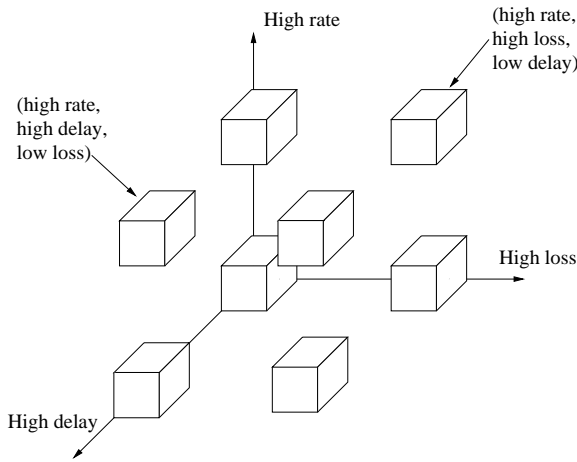 High rate
(high rate,
high loss,
low delay)
(high rate,
high delay,
low loss)
High loss
High delay